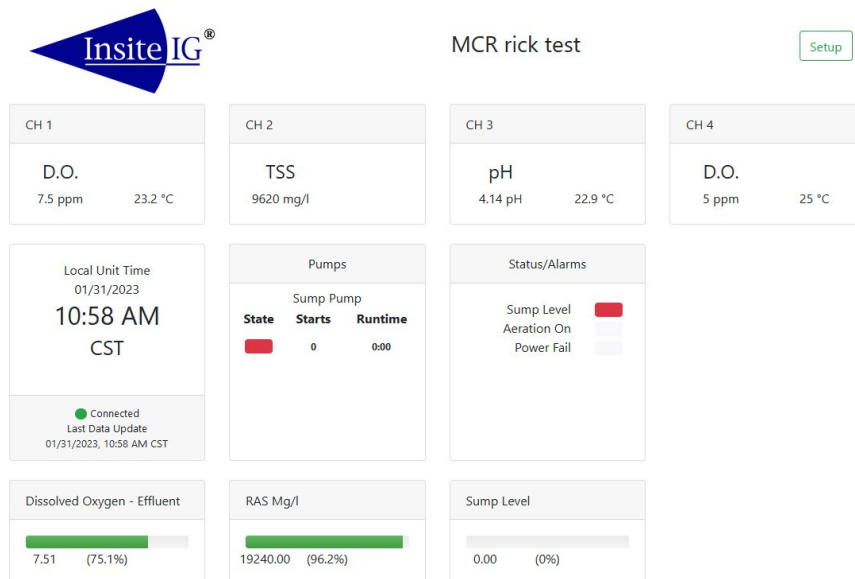 Insite IG®
MCR rick test
Setup
CH 1
D.O.
7.5 ppm 23.2 °C
CH 2
TSS
9620 mg/l
CH 3
pH
4.14 pH 22.9 °C
CH 4
D.O.
5 ppm 25 °C
Local Unit Time
01/31/2023
10:58 AM
CST
Connected
Last Data Update
01/31/2023, 10:58 AM CST
Pumps
Sump Pump
State Starts Runtime
0 0:00
Status/Alarms
Sump Level
Aeration On
Power Fail
Dissolved Oxygen - Effluent
7.51 (75.1%)
RAS Mg/l
19240.00 (96.2%)
Sump Level
0.00 (0%)